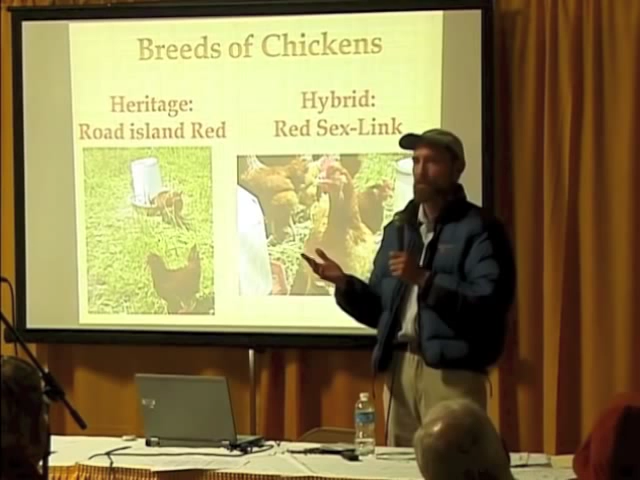 Breeds of Chickens
Heritage:
Road island Red
Hybrid:
Red Sex-Link